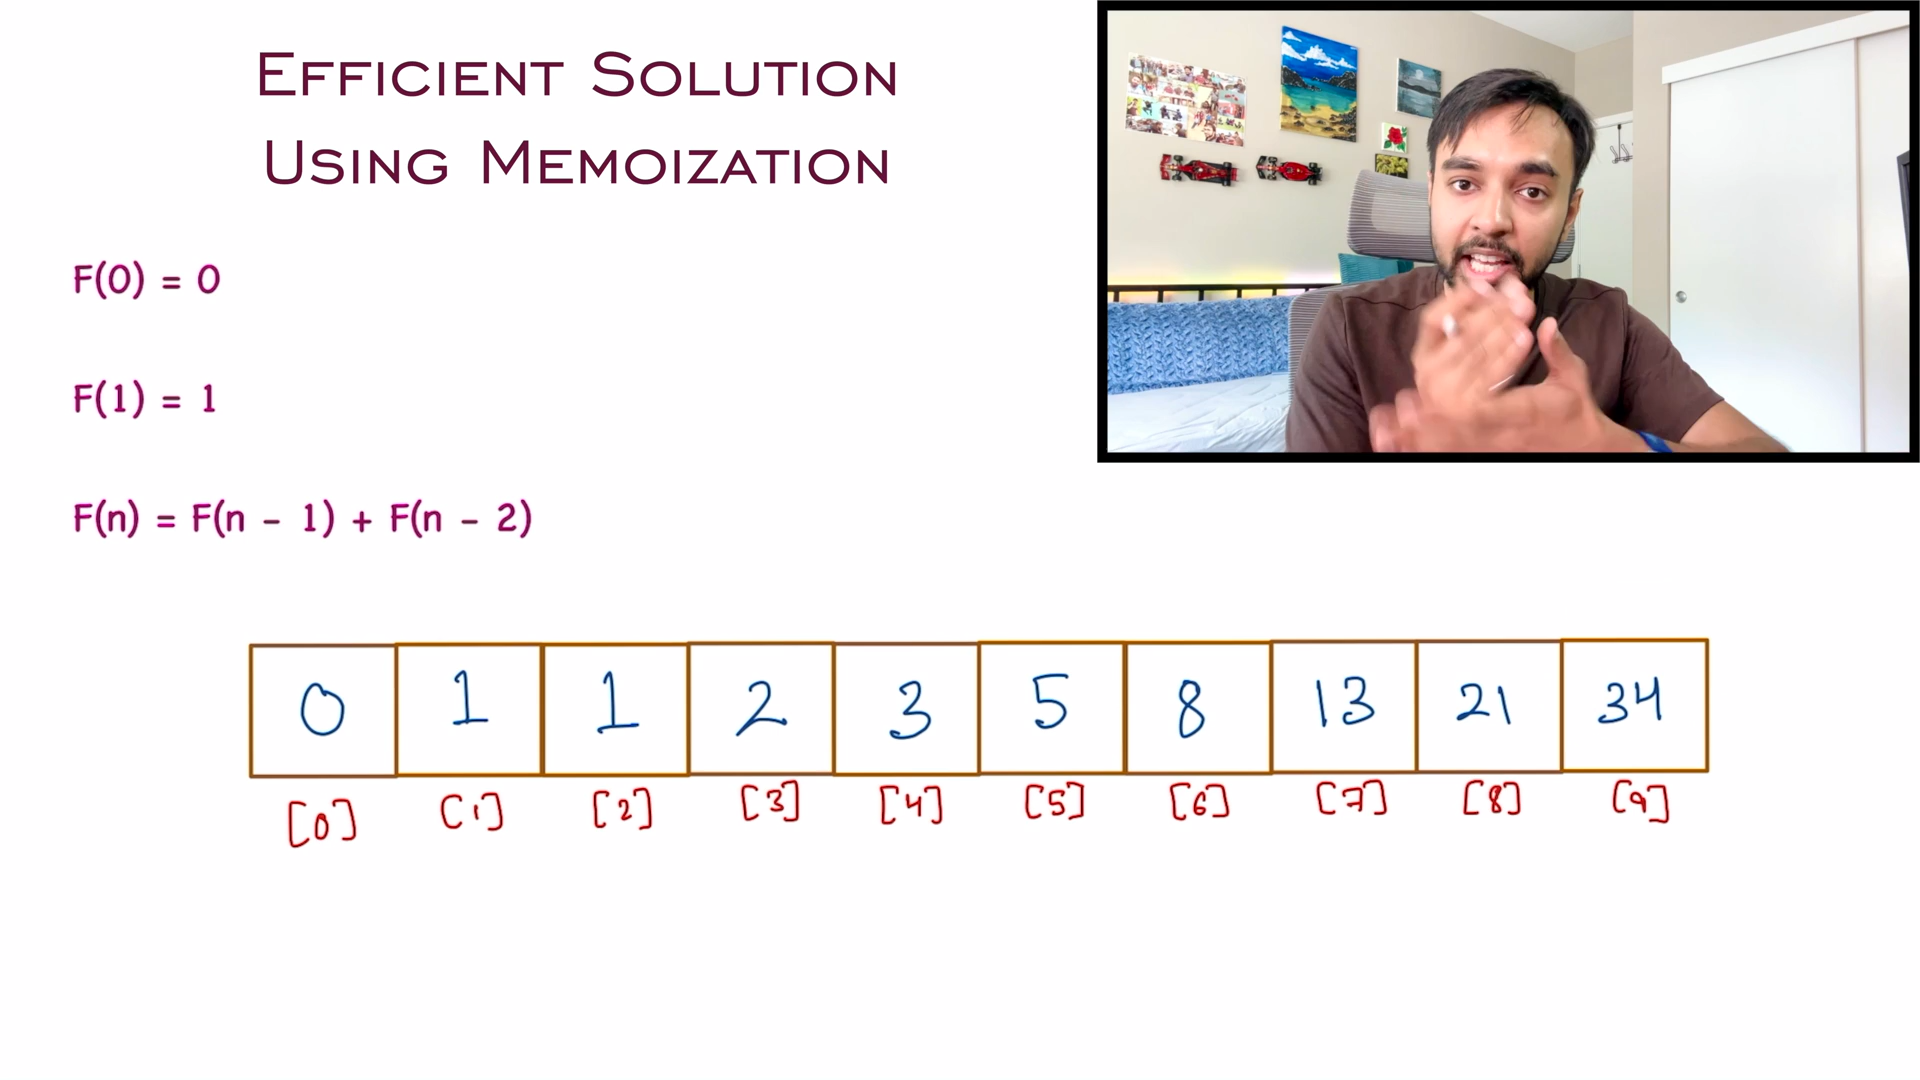 EFFICIENT SOLUTION
USING MEMOIZATION
F(0) = 0
F(1) = 1
F(n) = F(n - 1) + F(n - 2)
0 1 1 2 3 5 8 13 21 34
[0] [1] [2] [3] [4] [5] [6] [7] [8] [9]